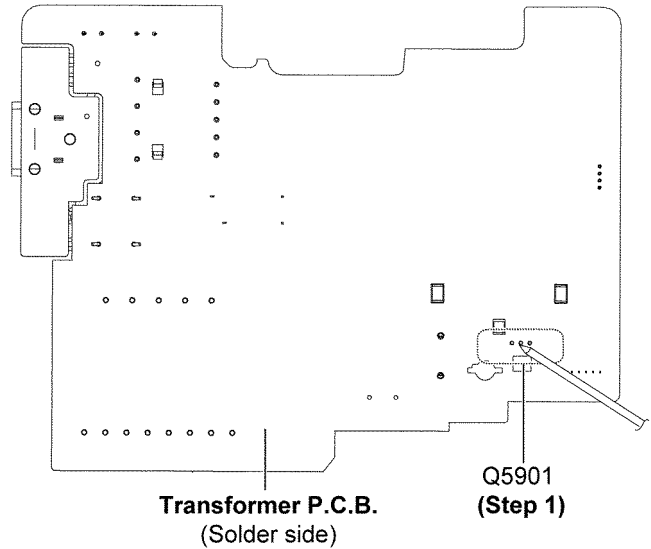 Q5901
(Step 1)
Transformer P.C.B.
(Solder side)